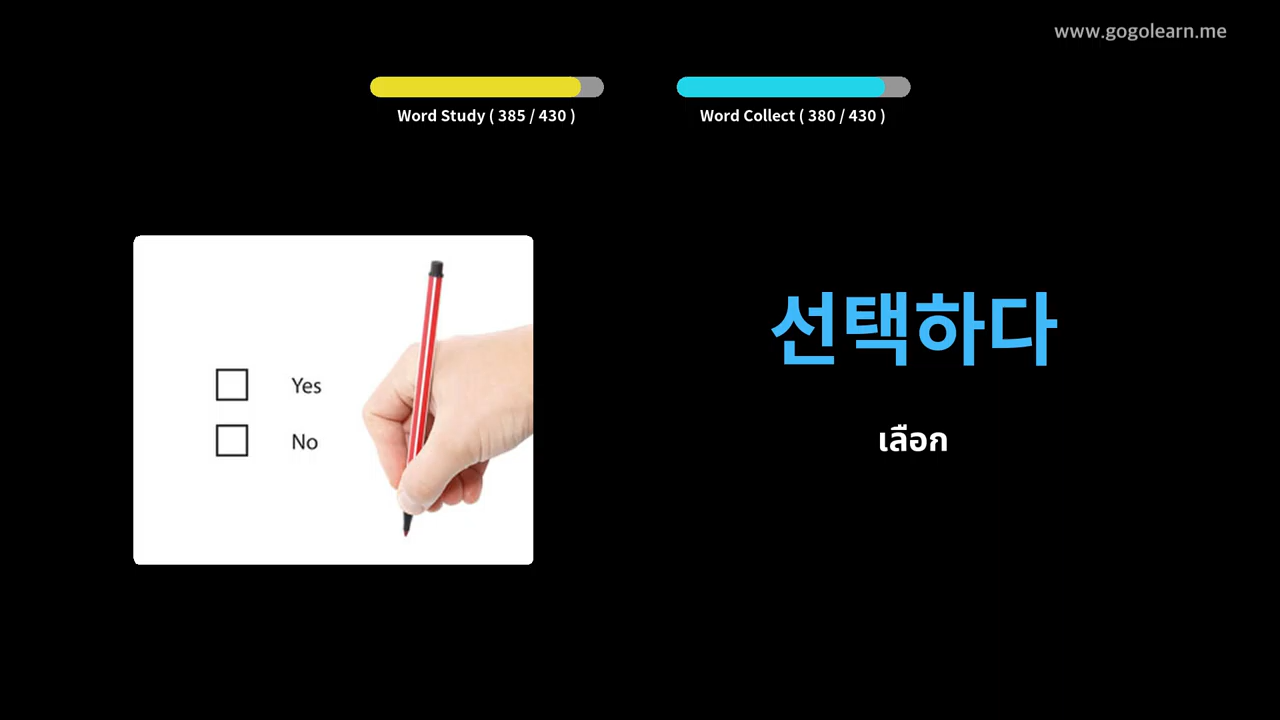 www.gogolearn.me
Word Study ( 385 / 430 )
Word Collect ( 380 / 430 )
선택하다
เลือก
Yes
No